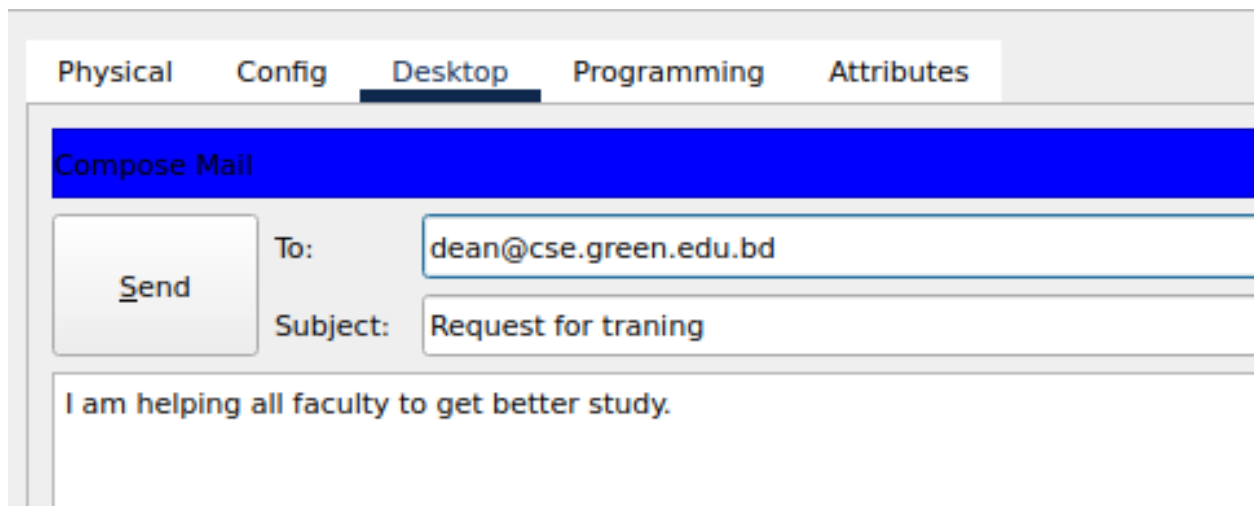 Physical Config Desktop Programming Attributes
Compose Mail
Send
To: dean@cse.green.edu.bd
Subject: Request for traning
I am helping all faculty to get better study.